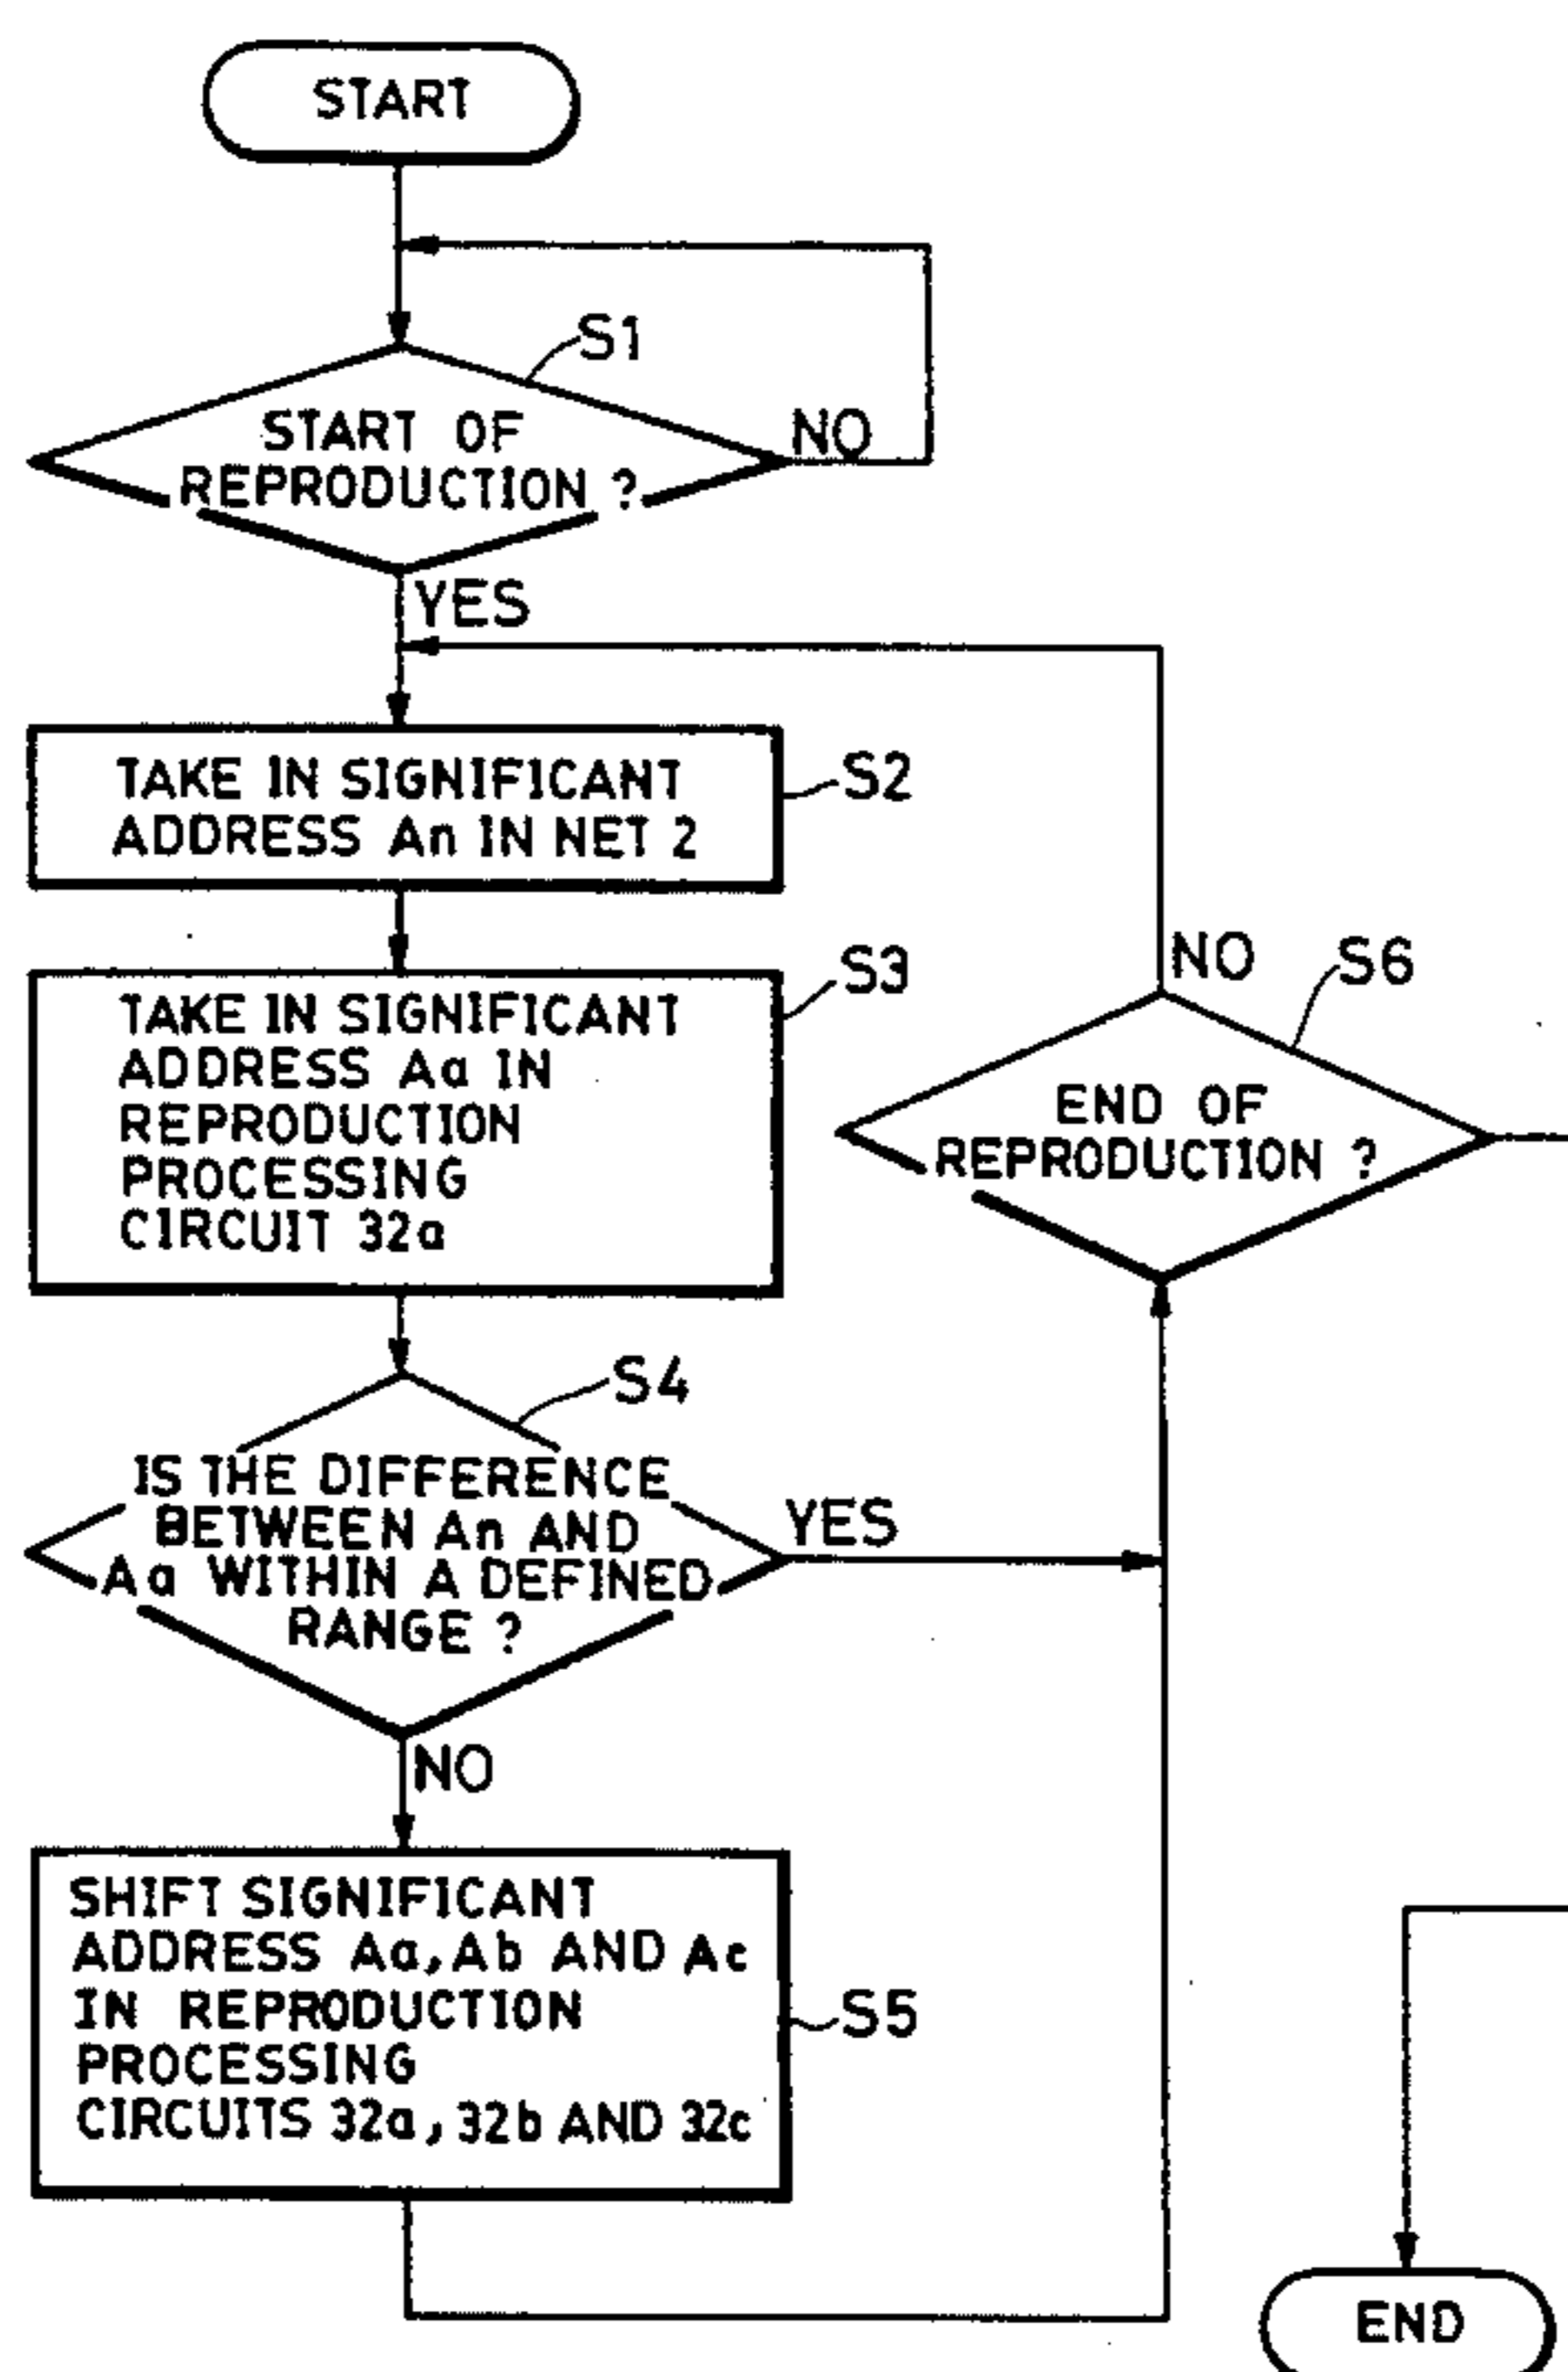 START
S1
START OF
REPRODUCTION ?
NO
YES
TAKE IN SIGNIFICANT
ADDRESS An IN NET 2
S2
TAKE IN SIGNIFICANT
ADDRESS Aa IN
REPRODUCTION
PROCESSING
CIRCUIT 32a
S3
IS THE DIFFERENCE
BETWEEN An AND
Aa WITHIN A DEFINED
RANGE ?
S4
YES
NO
SHIFT SIGNIFICANT
ADDRESS Aa, Ab AND Ac
IN REPRODUCTION
PROCESSING
CIRCUITS 32a, 32b AND 32c
S5
NO
S6
END OF
REPRODUCTION ?
END